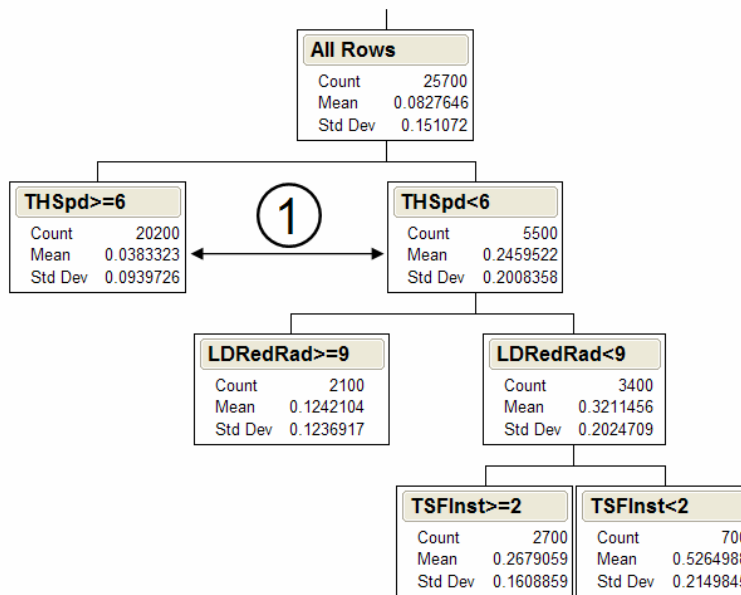 All Rows
Count 25700
Mean 0.0827646
Std Dev 0.151072
THSpd>=6
Count 20200
Mean 0.0383323
Std Dev 0.0939726
1
THSpd<6
Count 5500
Mean 0.2459522
Std Dev 0.2008358
LDRedRad>=9
Count 2100
Mean 0.1242104
Std Dev 0.1236917
LDRedRad<9
Count 3400
Mean 0.3211456
Std Dev 0.2024709
TSFInst>=2
Count 2700
Mean 0.2679059
Std Dev 0.1608859
TSFInst<2
Count
Mean
Std Dev